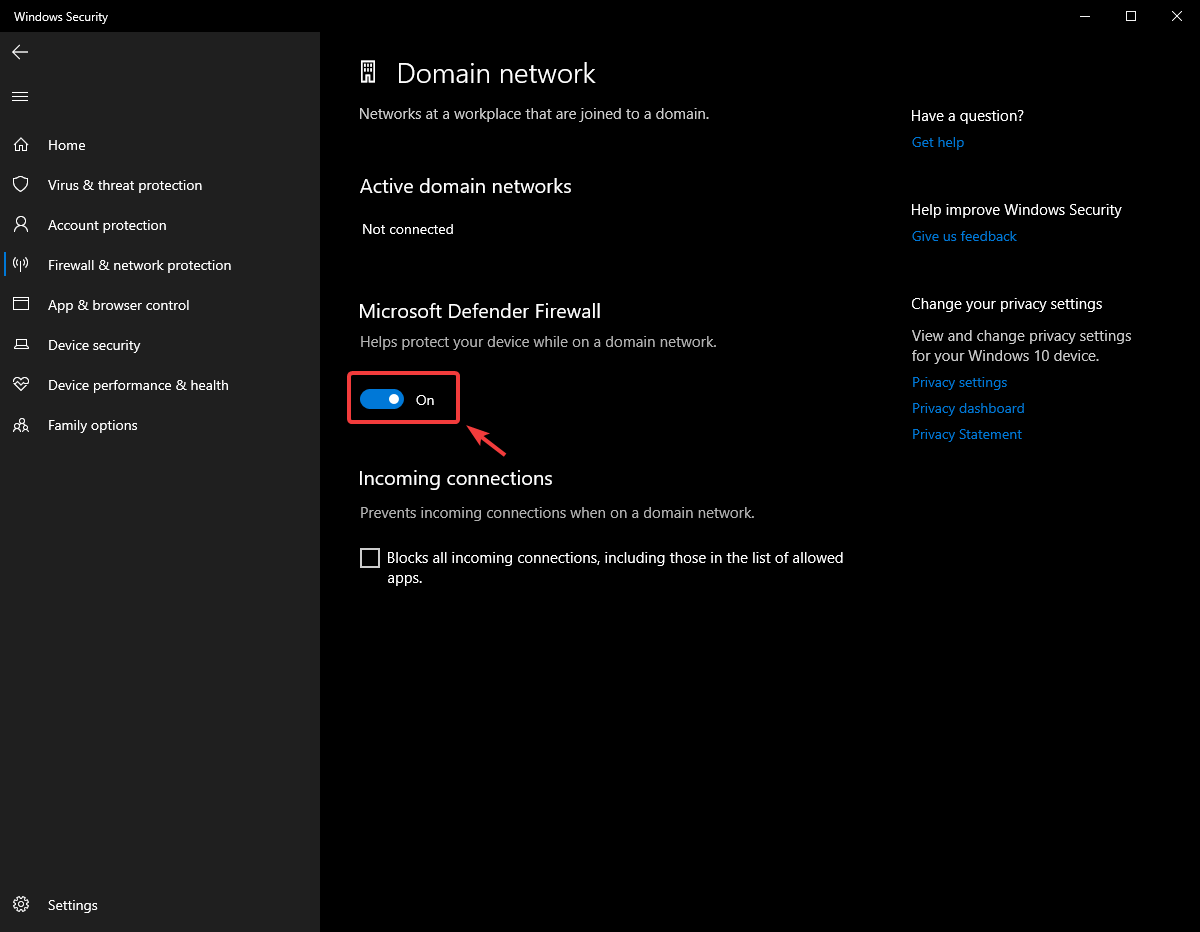 Windows Security
Home
Virus & threat protection
Account protection
Firewall & network protection
App & browser control
Device security
Device performance & health
Family options
Settings
Domain network
Networks at a workplace that are joined to a domain.
Active domain networks
Not connected
Microsoft Defender Firewall
Helps protect your device while on a domain network.
On
Incoming connections
Prevents incoming connections when on a domain network.
Blocks all incoming connections, including those in the list of allowed
apps.
Have a question?
Get help
Help improve Windows Security
Give us feedback
Change your privacy settings
View and change privacy settings
for your Windows 10 device.
Privacy settings
Privacy dashboard
Privacy Statement